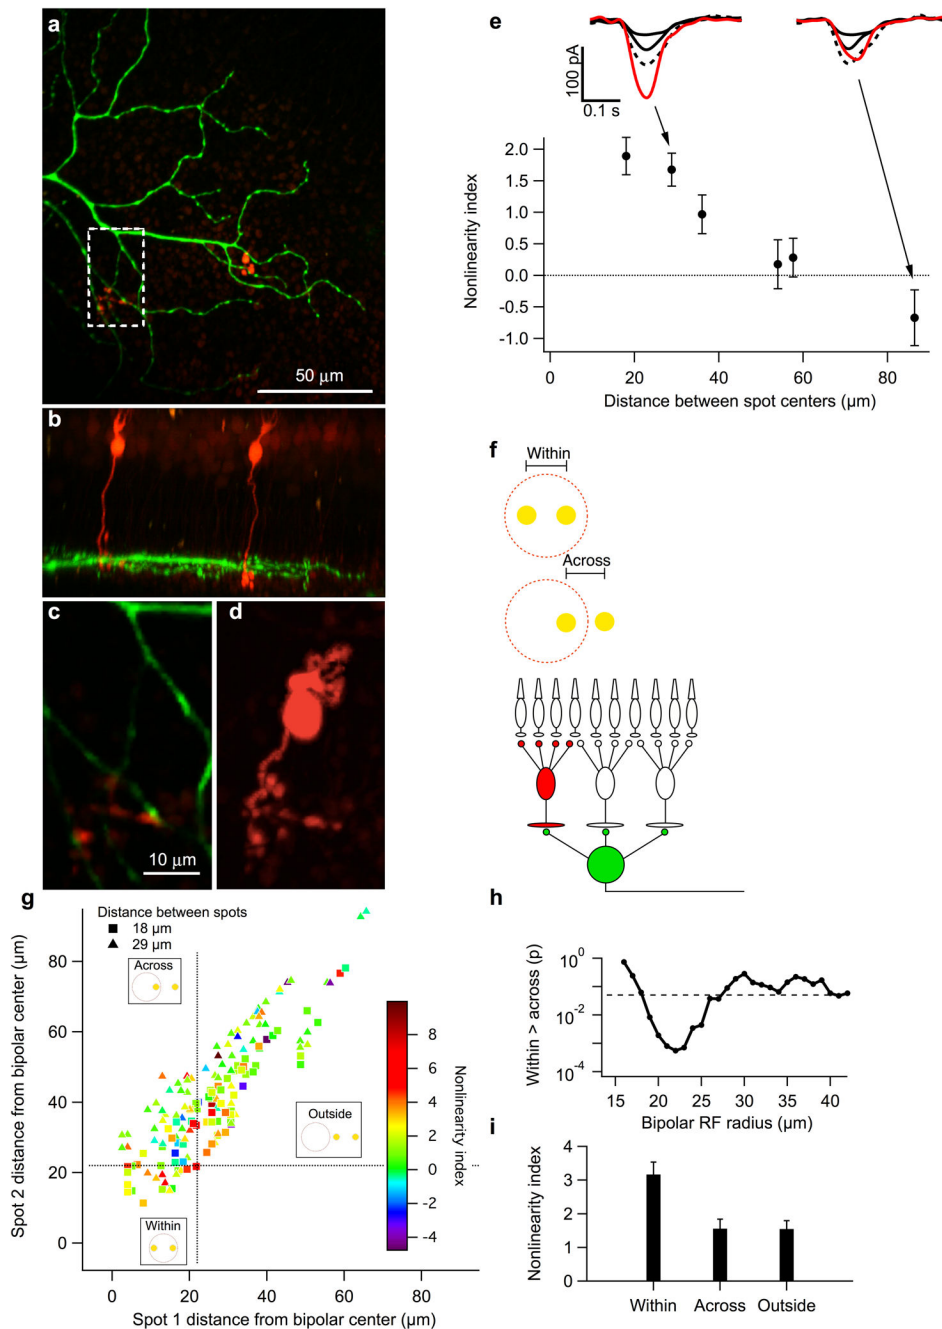 a
50 µm
b
c
10 µm
d
e
100 pA
0.1 s
Nonlinearity index
2.0
1.5
1.0
0.5
0.0
-0.5
-1.0
0 20 40 60 80
Distance between spot centers (µm)
f
Within
Across
g
Distance between spots
18 µm
29 µm
Spot 2 distance from bipolar center (µm)
80
60
40
20
0
Across
Outside
Within
Nonlinearity index
8
6
4
2
0
-2
-4
0 20 40 60 80
Spot 1 distance from bipolar center (µm)
h
Within > across (p)
10^0
10^-2
10^-4
15 20 25 30 35 40
Bipolar RF radius (µm)
i
Nonlinearity index
4
3
2
1
0
Within Across Outside